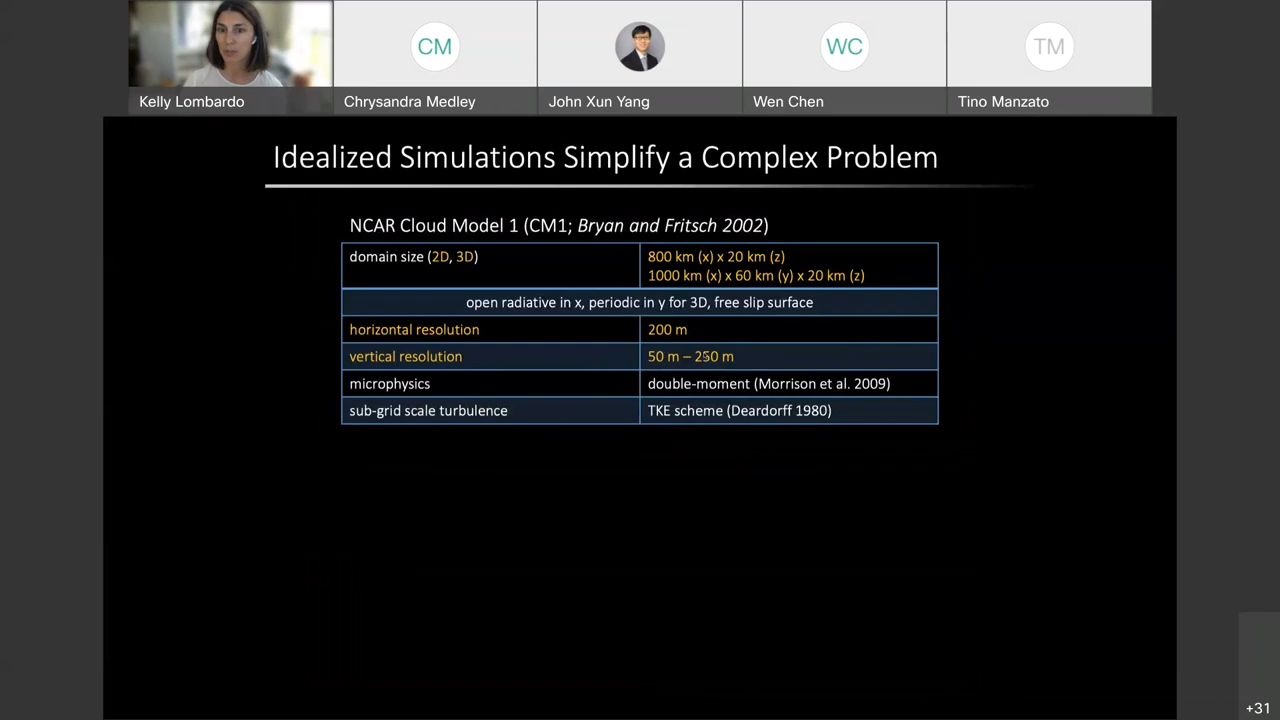 CM
WC
TM
Kelly Lombardo
Chrysandra Medley
John Xun Yang
Wen Chen
Tino Manzato
Idealized Simulations Simplify a Complex Problem
NCAR Cloud Model 1 (CM1; Bryan and Fritsch 2002)
domain size (2D, 3D)
800 km (x) x 20 km (z)
1000 km (x) x 60 km (y) x 20 km (z)
open radiative in x, periodic in y for 3D, free slip surface
horizontal resolution
200 m
vertical resolution
50 m – 250 m
microphysics
double-moment (Morrison et al. 2009)
sub-grid scale turbulence
TKE scheme (Deardorff 1980)
+31